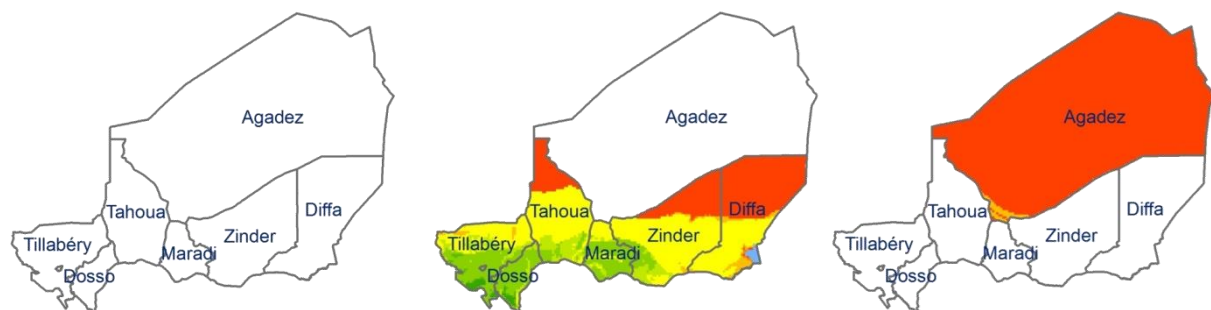 Agadez
Tahoua
Diffa
Zinder
Tillabéry
Maradi
Dosso
Agadez
Tahoua
Diffa
Zinder
Tillabéry
Maradi
Dosso
Agadez
Tahoua
Diffa
Zinder
Tillabéry
Maradi
Dosso